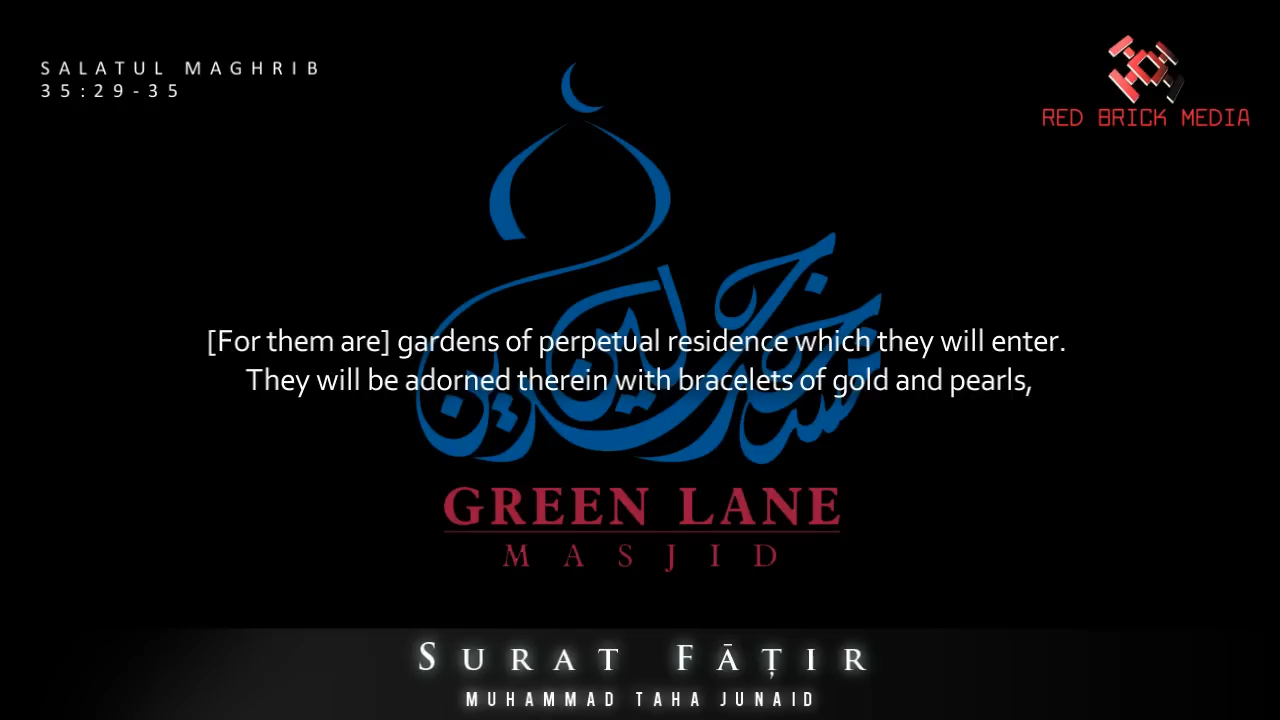 SALATUL MAGHRIB
35:29-35
RED BRICK MEDIA
[For them are] gardens of perpetual residence which they will enter.
They will be adorned therein with bracelets of gold and pearls,
GREEN LANE
MASJID
SURAT FĀṬIR
MUHAMMAD TAHA JUNAID